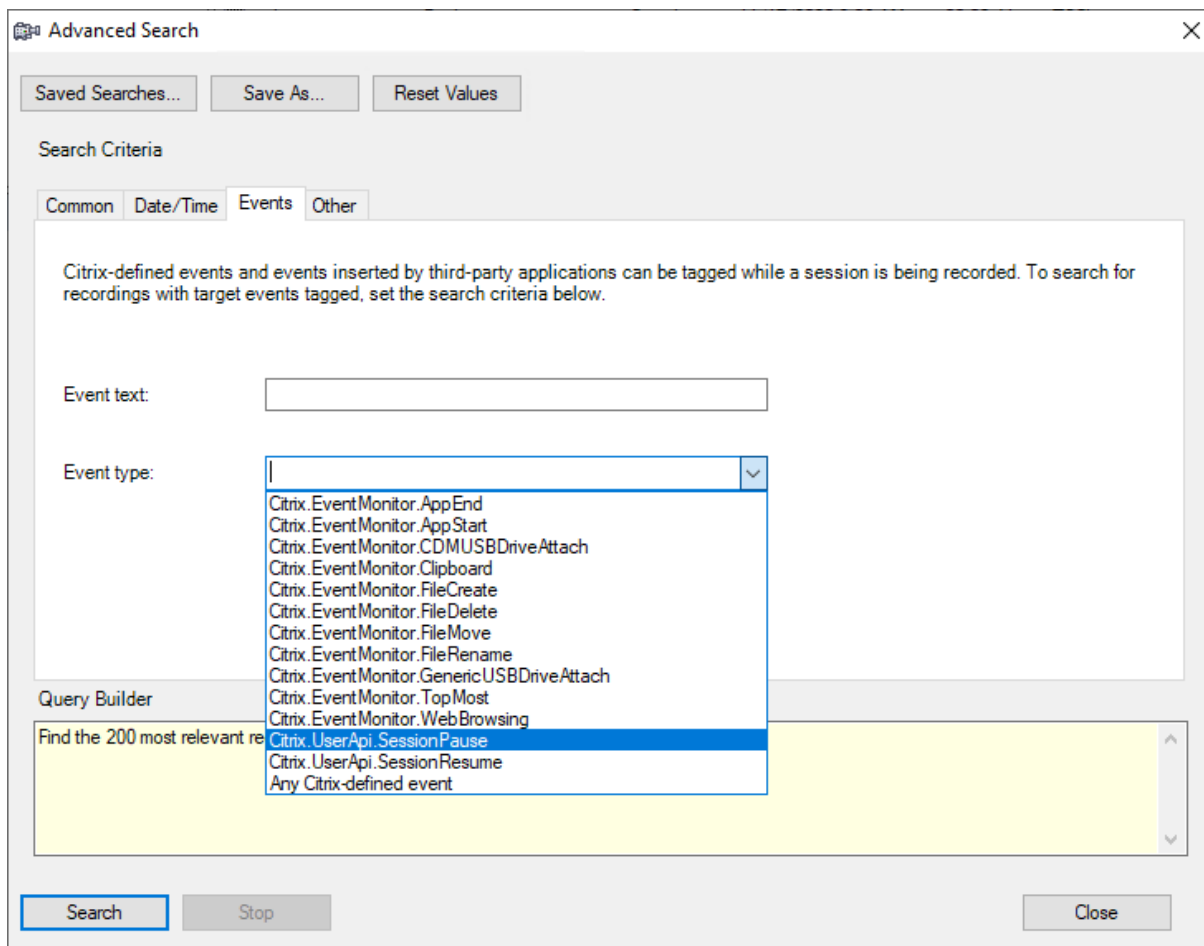 Advanced Search
Saved Searches... Save As... Reset Values
Search Criteria
Common Date/Time Events Other
Citrix-defined events and events inserted by third-party applications can be tagged while a session is being recorded. To search for
recordings with target events tagged, set the search criteria below.
Event text:
Event type:
Citrix.EventMonitor.AppEnd
Citrix.EventMonitor.AppStart
Citrix.EventMonitor.CDMUSBDriveAttach
Citrix.EventMonitor.Clipboard
Citrix.EventMonitor.FileCreate
Citrix.EventMonitor.FileDelete
Citrix.EventMonitor.FileMove
Citrix.EventMonitor.FileRename
Citrix.EventMonitor.GenericUSBDriveAttach
Citrix.EventMonitor.TopMost
Citrix.EventMonitor.WebBrowsing
Citrix.UserApi.SessionPause
Citrix.UserApi.SessionResume
Any Citrix-defined event
Query Builder
Find the 200 most relevant
Search Stop Close